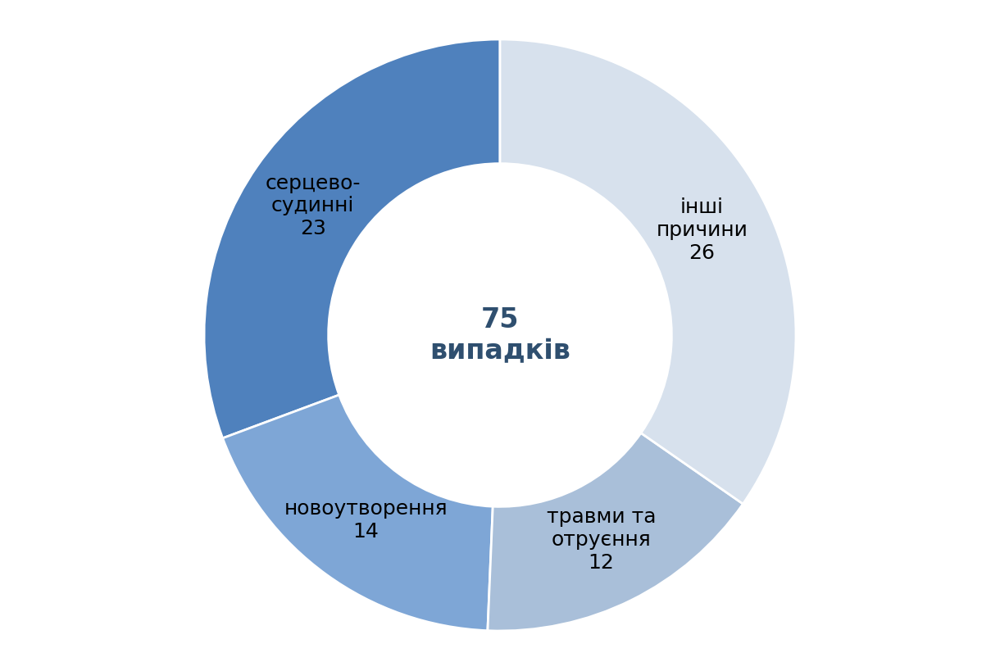 серцево-
судинні
23
інші
причини
26
75
випадків
новоутворення
14
травми та
отруєння
12